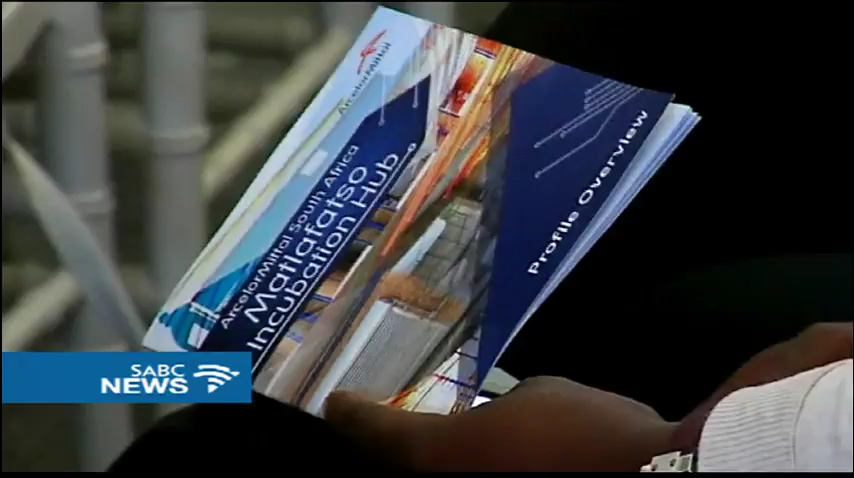 ArcelorMittal
ArcelorMittal South Africa
Matlafatso
Incubation Hub
Profile Overview
SABC
NEWS